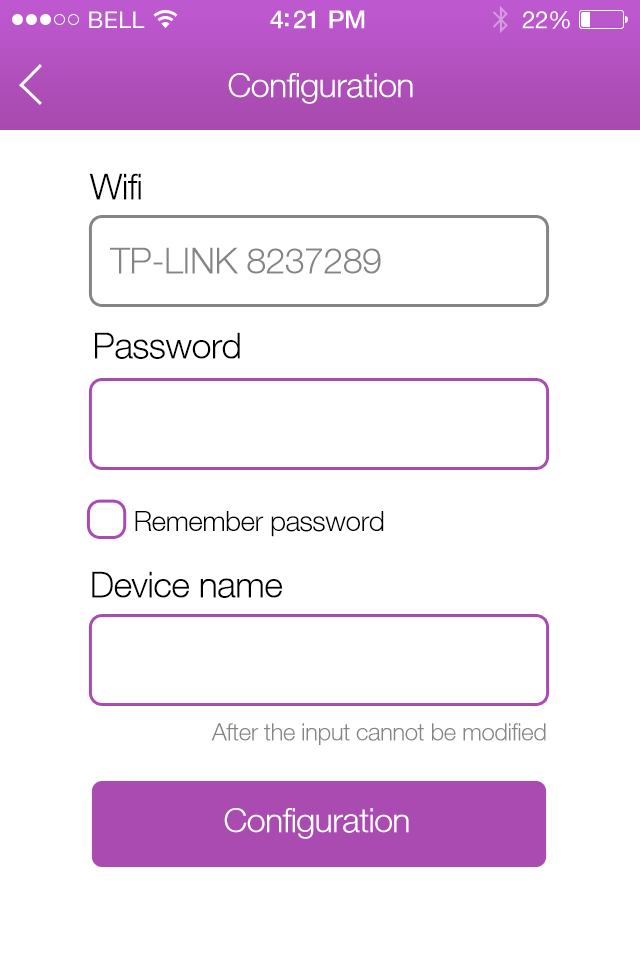 BELL 4:21 PM 22%
Configuration
Wifi
TP-LINK 8237289
Password
Remember password
Device name
After the input cannot be modified
Configuration